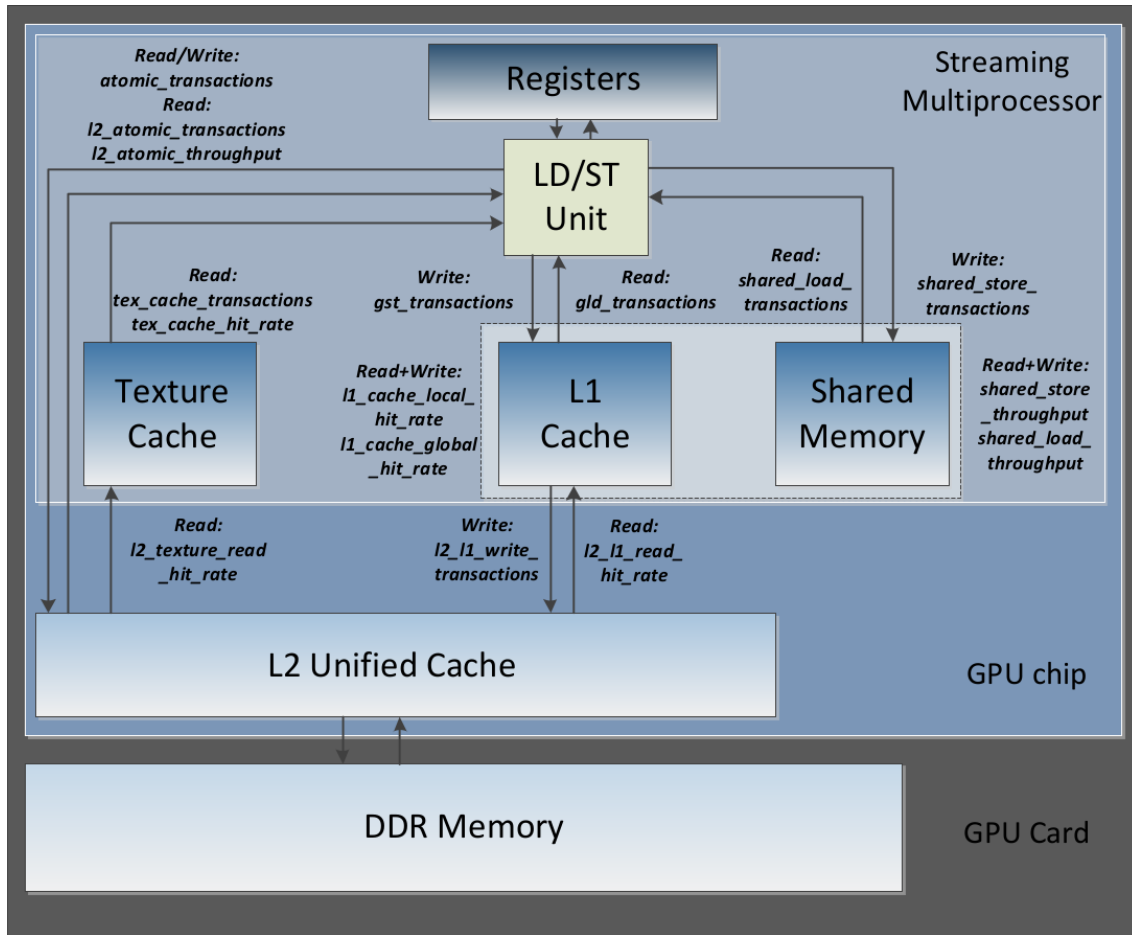 Read/Write:
atomic_transactions
Read:
l2_atomic_transactions
l2_atomic_throughput
Registers
Streaming
Multiprocessor
LD/ST
Unit
Read:
tex_cache_transactions
tex_cache_hit_rate
Write:
gst_transactions
Read:
gld_transactions
Read:
shared_load_
transactions
Write:
shared_store_
transactions
Texture
Cache
Read+Write:
l1_cache_local_
hit_rate
l1_cache_global
_hit_rate
L1
Cache
Shared
Memory
Read+Write:
shared_store
_throughput
shared_load_
throughput
Read:
l2_texture_read
_hit_rate
Write:
l2_l1_write_
transactions
Read:
l2_l1_read_
hit_rate
L2 Unified Cache
GPU chip
DDR Memory
GPU Card